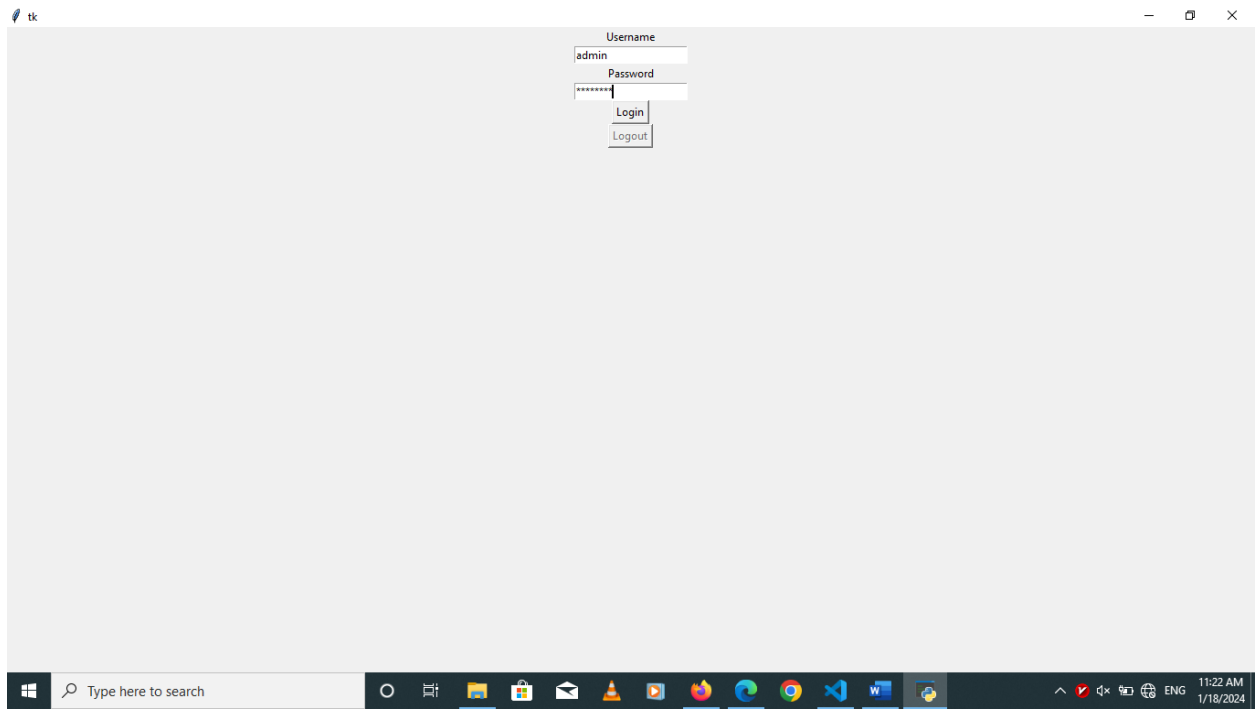 tk
Username
admin
Password
********
Login
Logout
Type here to search
ENG
11:22 AM
1/18/2024